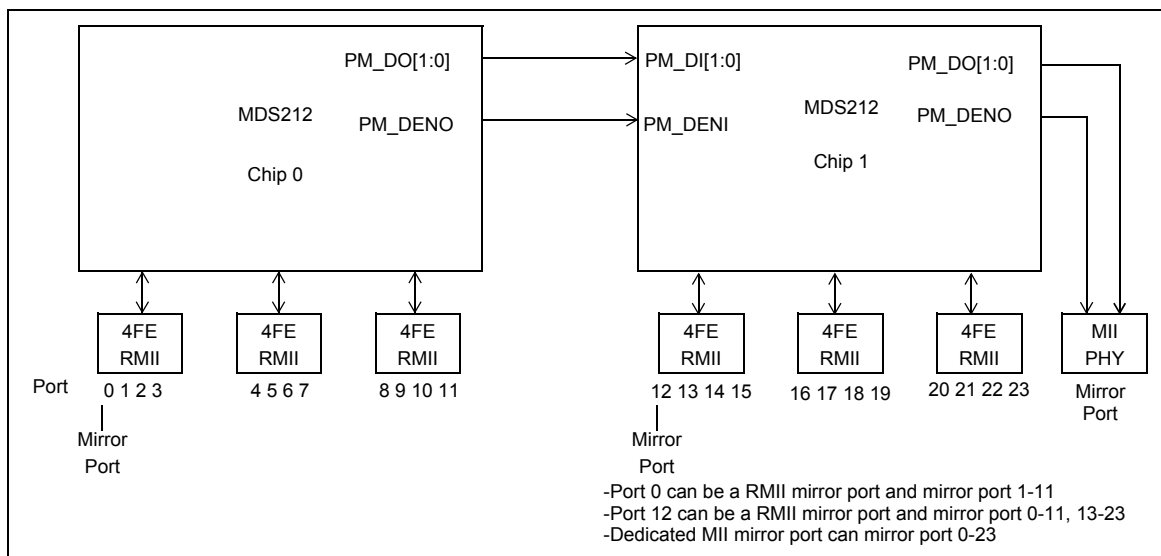 PM_DO[1:0]
MDS212
PM_DENO
Chip 0
PM_DI[1:0]
PM_DO[1:0]
MDS212
PM_DENI
PM_DENO
Chip 1
4FE
RMII
4FE
RMII
4FE
RMII
4FE
RMII
4FE
RMII
4FE
RMII
MII
PHY
Port
0 1 2 3
4 5 6 7
8 9 10 11
12 13 14 15
16 17 18 19
20 21 22 23
Mirror
Port
Mirror
Port
Mirror
Port
-Port 0 can be a RMII mirror port and mirror port 1-11
-Port 12 can be a RMII mirror port and mirror port 0-11, 13-23
-Dedicated MII mirror port can mirror port 0-23